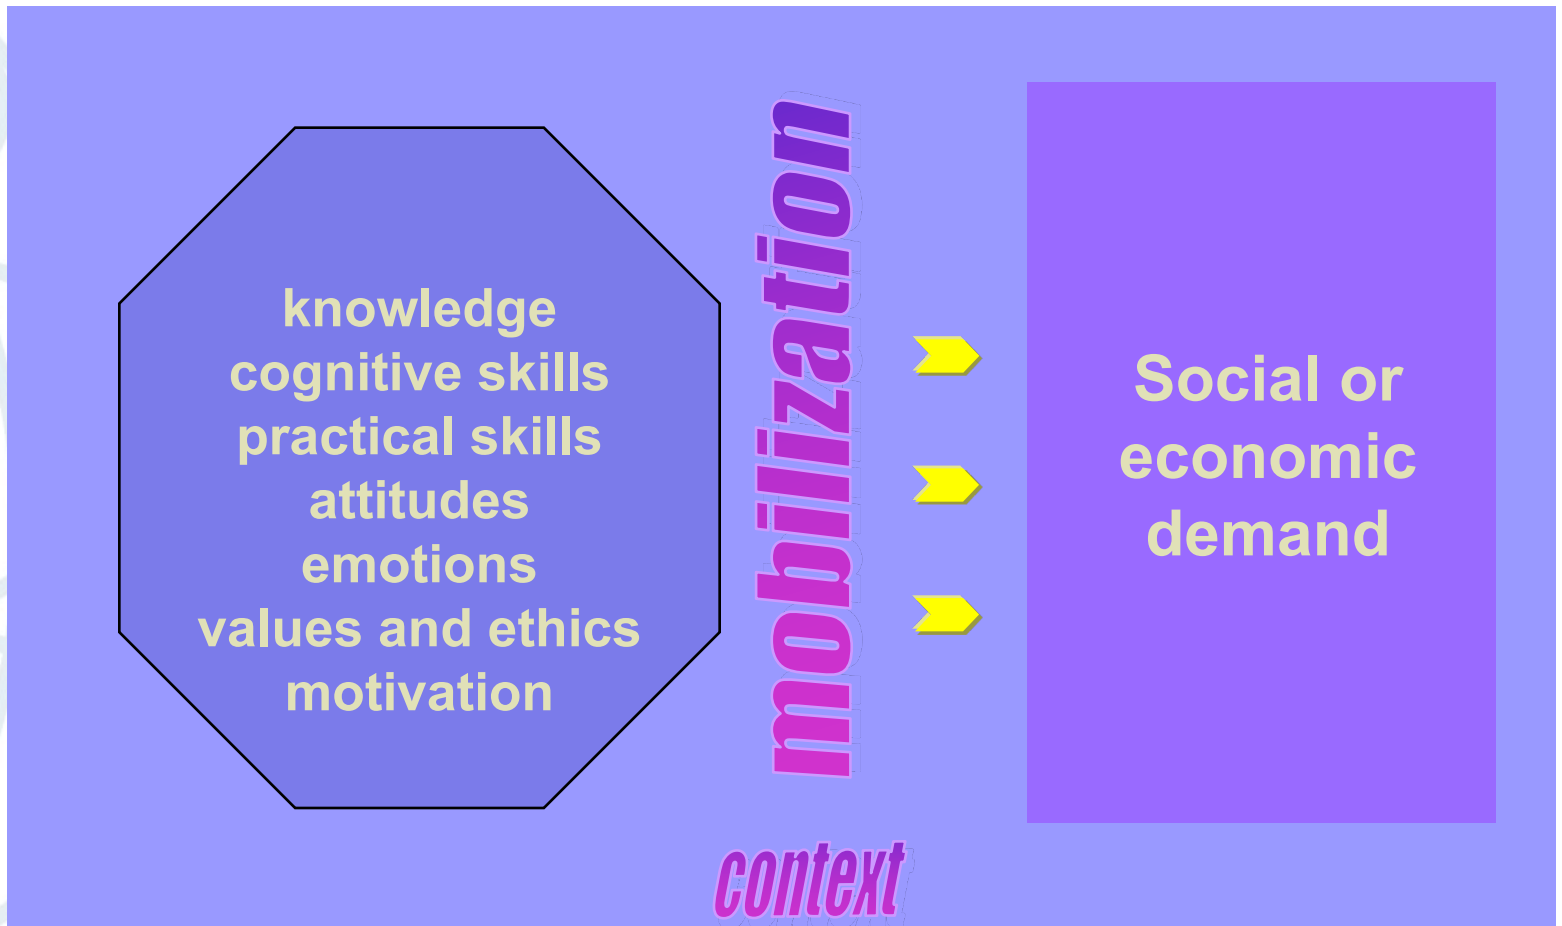 knowledge
cognitive skills
practical skills
attitudes
emotions
values and ethics
motivation
mobilization
Social or
economic
demand
context